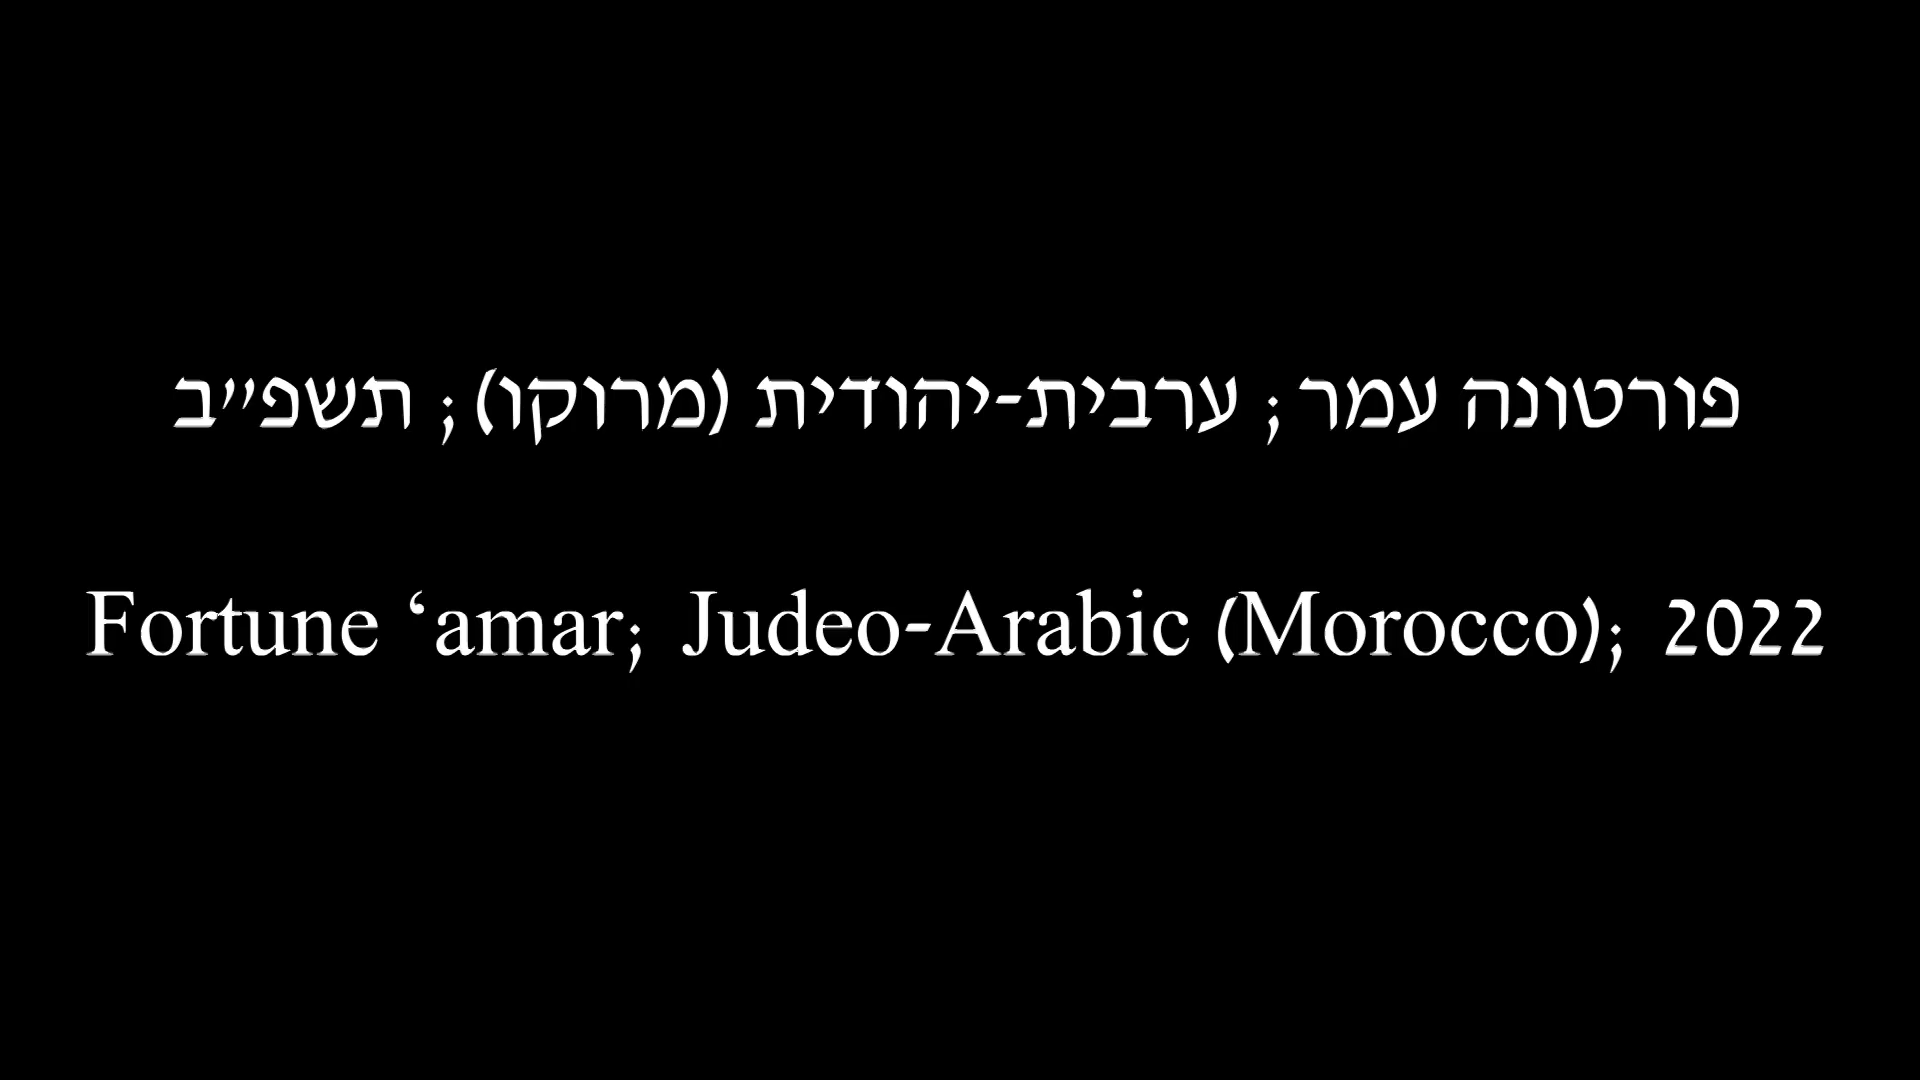 פורטונה עמר; ערבית-יהודית (מרוקו); תשפ״ב
Fortune ‘amar; Judeo-Arabic (Morocco); 2022